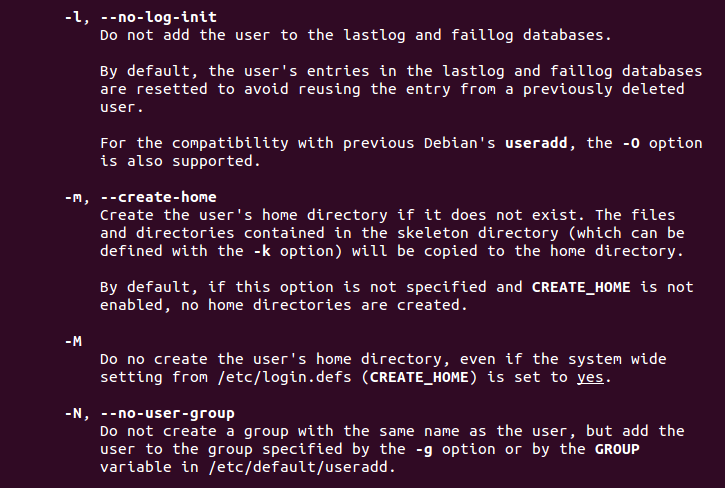 -l, --no-log-init
Do not add the user to the lastlog and faillog databases.
By default, the user's entries in the lastlog and faillog databases
are resetted to avoid reusing the entry from a previously deleted
user.
For the compatibility with previous Debian's useradd, the -O option
is also supported.
-m, --create-home
Create the user's home directory if it does not exist. The files
and directories contained in the skeleton directory (which can be
defined with the -k option) will be copied to the home directory.
By default, if this option is not specified and CREATE_HOME is not
enabled, no home directories are created.
-M
Do no create the user's home directory, even if the system wide
setting from /etc/login.defs (CREATE_HOME) is set to yes.
-N, --no-user-group
Do not create a group with the same name as the user, but add the
user to the group specified by the -g option or by the GROUP
variable in /etc/default/useradd.